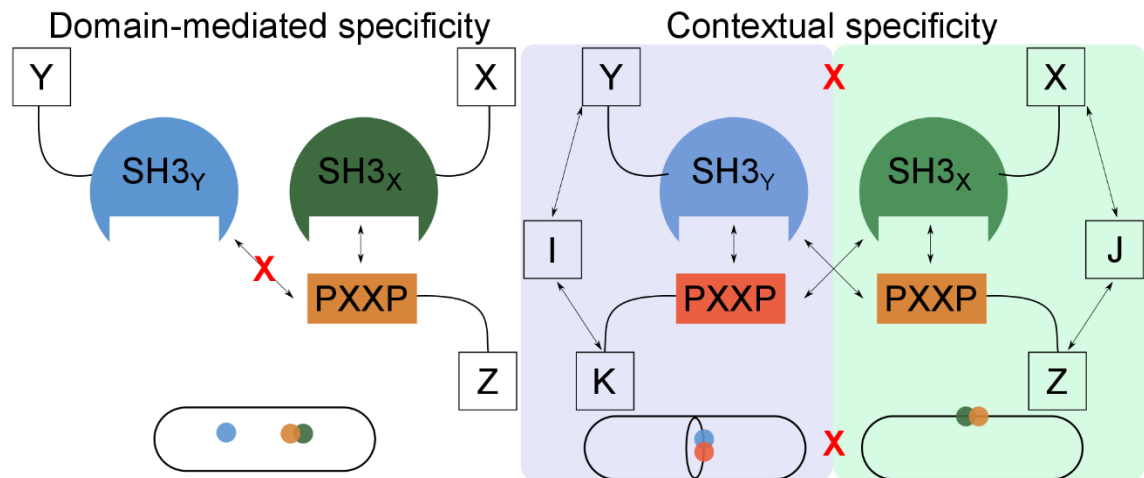 Domain-mediated specificity
Y
X
SH3Y
SH3X
X
PXXP
Z
Contextual specificity
Y
X
X
SH3Y
SH3X
I
J
PXXP
PXXP
K
Z
X